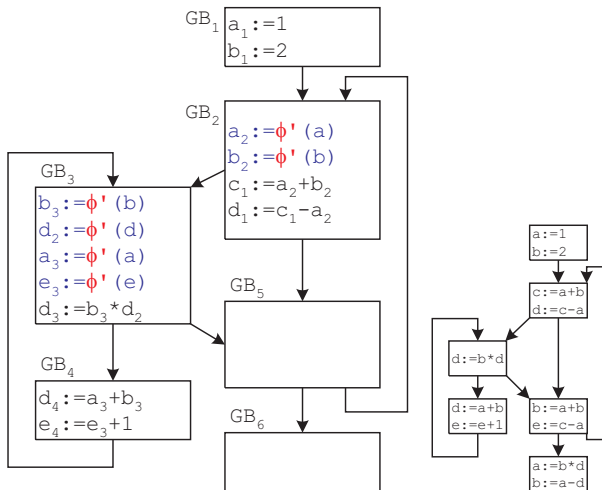 GB₁
a₁:=1
b₁:=2
GB₂
a₂:=ϕ'(a)
b₂:=ϕ'(b)
c₁:=a₂+b₂
d₁:=c₁-a₂
GB₃
b₃:=ϕ'(b)
d₂:=ϕ'(d)
a₃:=ϕ'(a)
e₃:=ϕ'(e)
d₃:=b₃*d₂
GB₅
GB₄
d₄:=a₃+b₃
e₄:=e₃+1
GB₆
a:=1
b:=2
c:=a+b
d:=c-a
d:=b*d
d:=a+b
e:=e+1
b:=a+b
e:=c-a
a:=b*d
b:=a-d